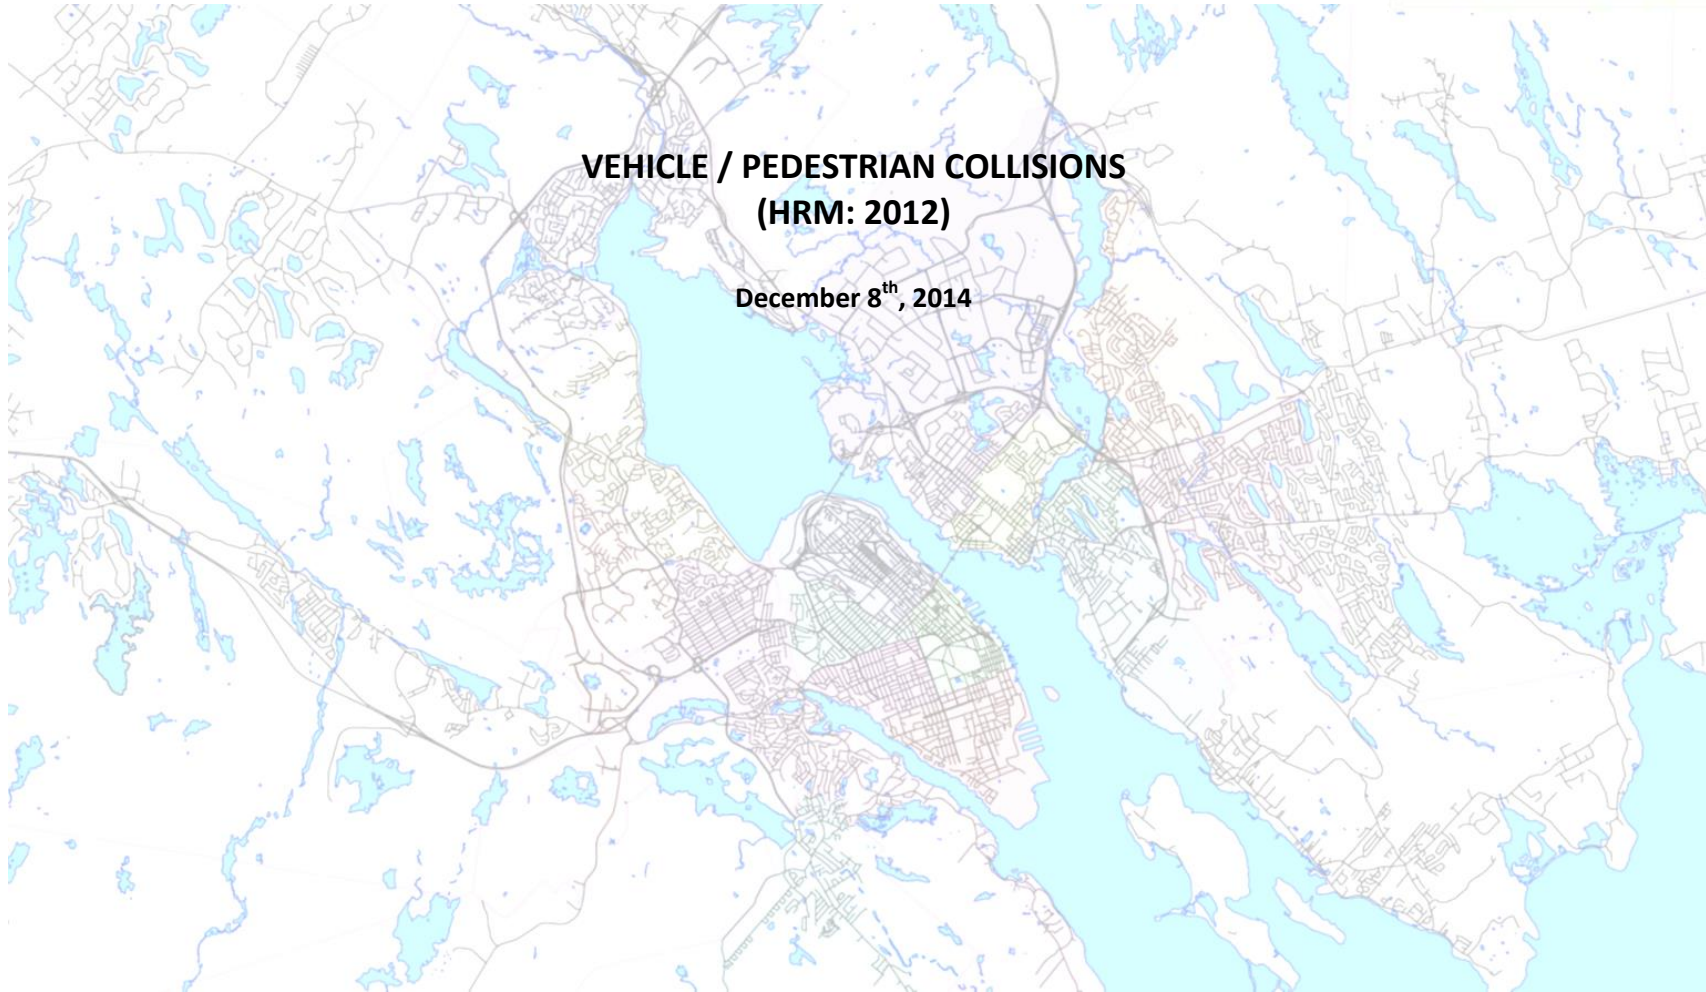 VEHICLE / PEDESTRIAN COLLISIONS
(HRM: 2012)
December 8th, 2014